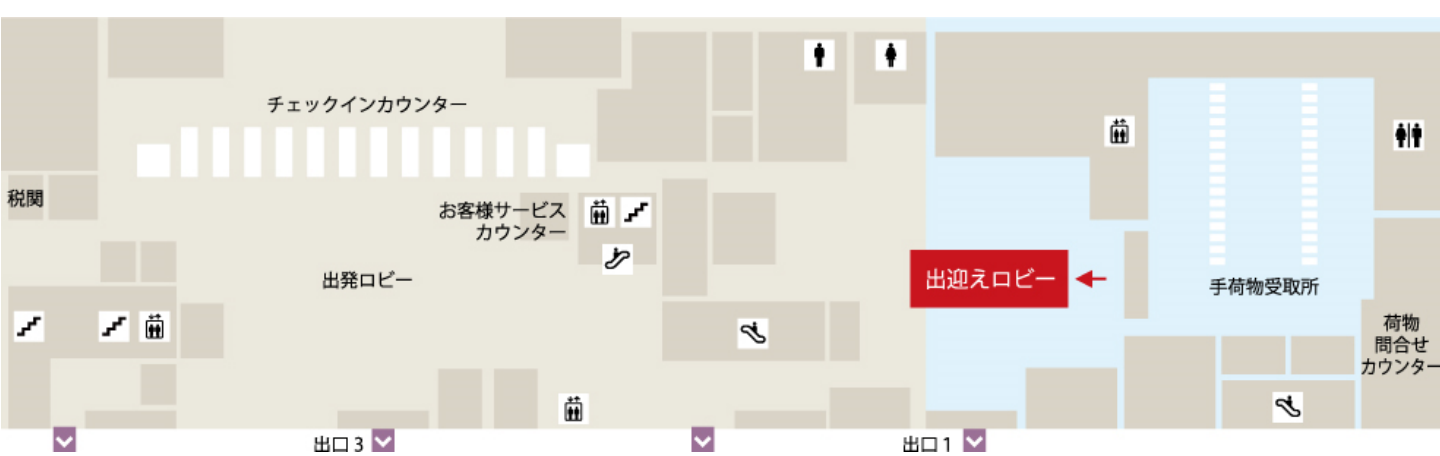 チェックインカウンター
税関
お客様サービス
カウンター
出発ロビー
出迎えロビー
手荷物受取所
荷物
問合せ
カウンター
出口 3
出口 1